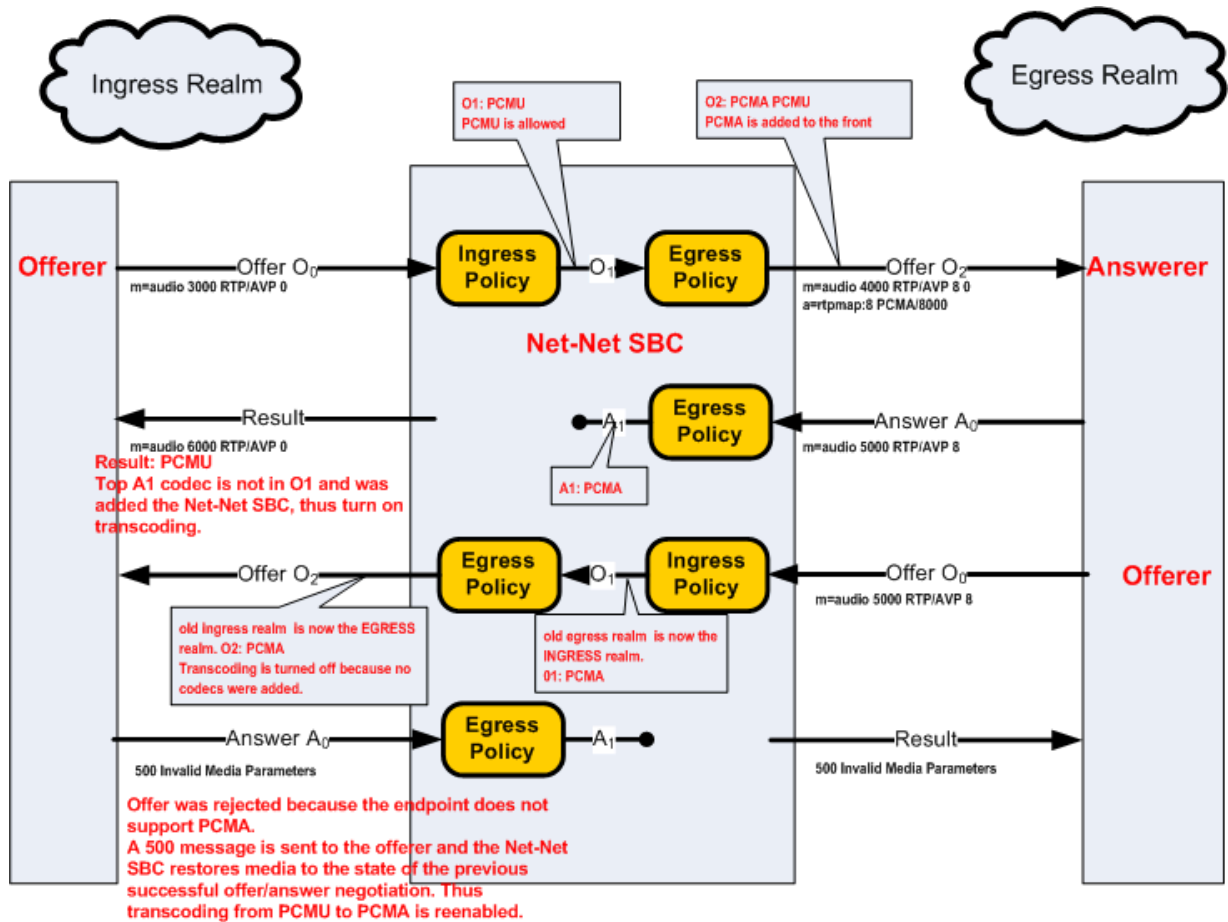 Ingress Realm
Egress Realm
O1: PCMU
PCMU is allowed
O2: PCMA PCMU
PCMA is added to the front
Offerer
Offer O0
m=audio 3000 RTP/AVP 0
Ingress
Policy
O1
Egress
Policy
Offer O2
m=audio 4000 RTP/AVP 8 0
a=rtpmap:8 PCMA/8000
Answerer
Net-Net SBC
Result
m=audio 6000 RTP/AVP 0
Result: PCMU
Top A1 codec is not in O1 and was
added the Net-Net SBC, thus turn on
transcoding.
A1
A1: PCMA
Egress
Policy
Answer A0
m=audio 5000 RTP/AVP 8
Offer O2
Egress
Policy
O1
Ingress
Policy
Offer O0
m=audio 5000 RTP/AVP 8
Offerer
old ingress realm is now the EGRESS
realm. O2: PCMA
Transcoding is turned off because no
codecs were added.
old egress realm is now the
INGRESS realm.
01: PCMA
Answer A0
500 Invalid Media Parameters
Egress
Policy
A1
Result
500 Invalid Media Parameters
Offer was rejected because the endpoint does not
support PCMA.
A 500 message is sent to the offerer and the Net-Net
SBC restores media to the state of the previous
successful offer/answer negotiation. Thus
transcoding from PCMU to PCMA is reenabled.